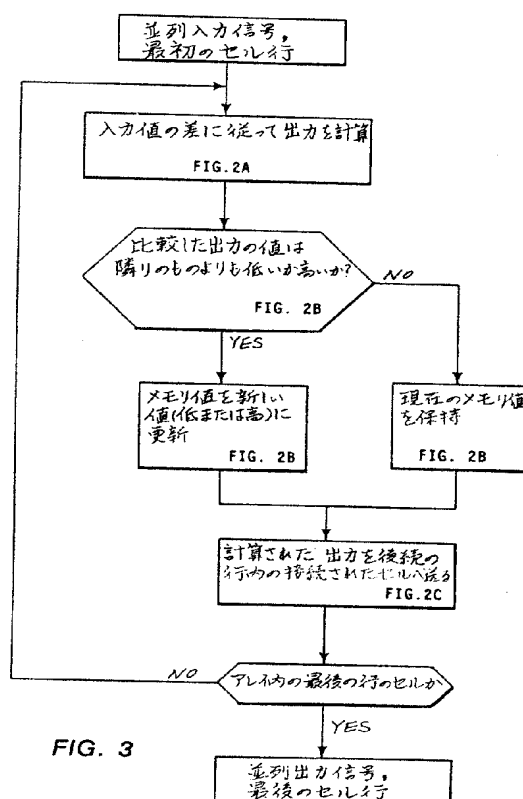 並列入力信号,
最初のセル行
入力値の差に従って出力を計算
FIG.2A
比較した出力の値は
隣りのものよりも低いか高いか?
FIG. 2B
NO
YES
メモリ値を新しい
値(低または高)に
更新
FIG. 2B
現在のメモリ値
を保持
FIG. 2B
計算された出力を後続の
行内の接続されたセルへ送る
FIG.2C
NO
アレイ内の最後の行のセルか
YES
FIG. 3
並列出力信号,
最後のセル行